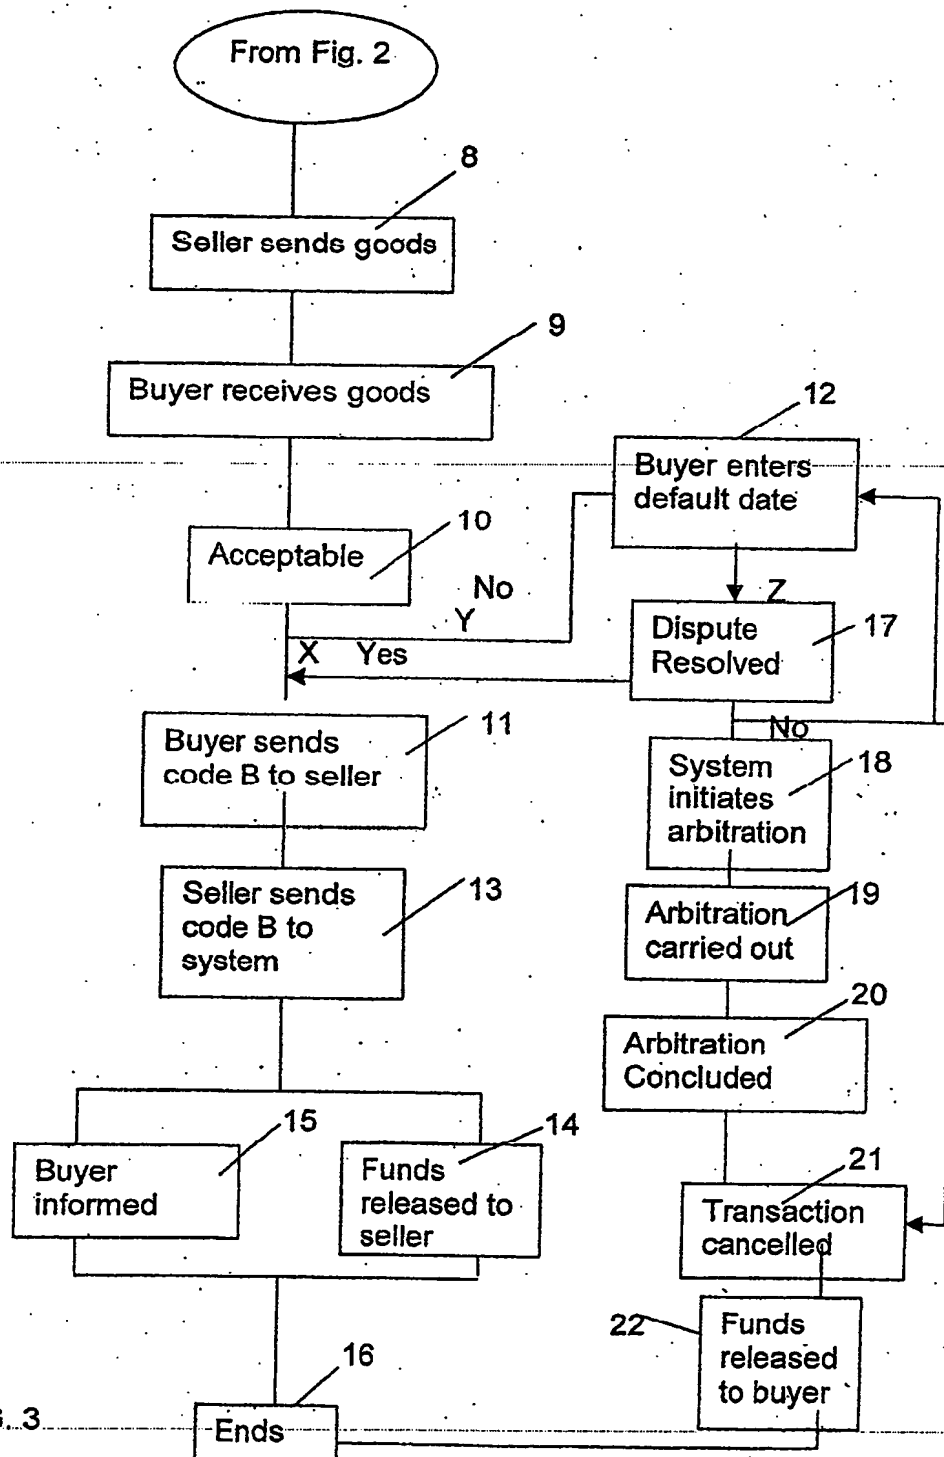 From Fig. 2
8
Seller sends goods
9
Buyer receives goods
12
Buyer enters
default date
10
Acceptable
No
Y
Z
17
Dispute
Resolved
X Yes
No
11
Buyer sends
code B to seller
18
System
initiates
arbitration
13
Seller sends
code B to
system
19
Arbitration
carried out
20
Arbitration
Concluded
15
Buyer
informed
14
Funds
released to
seller
21
Transaction
cancelled
22
Funds
released
to buyer
16
Ends
3